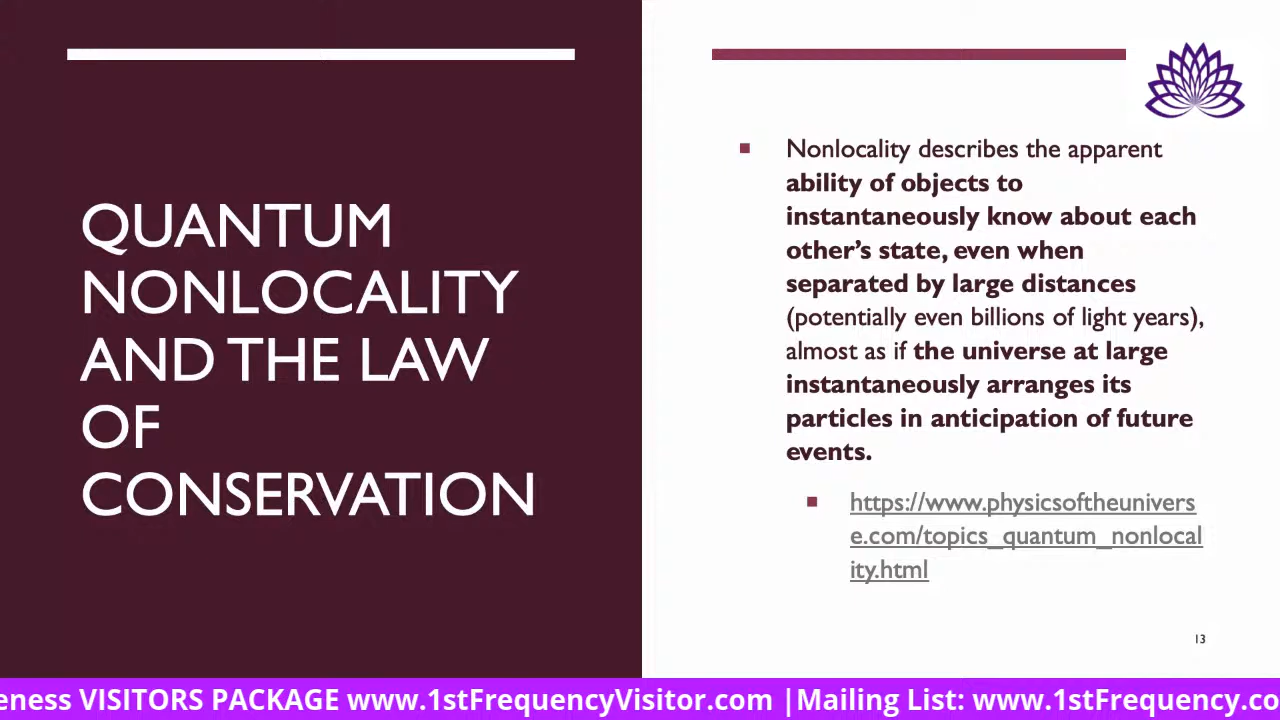 QUANTUM
NONLOCALITY
AND THE LAW
OF
CONSERVATION
Nonlocality describes the apparent
ability of objects to
instantaneously know about each
other's state, even when
separated by large distances
(potentially even billions of light years),
almost as if the universe at large
instantaneously arranges its
particles in anticipation of future
events.
https://www.physicsoftheunivers
e.com/topics_quantum_nonlocal
ity.html
13
eness VISITORS PACKAGE www.1stFrequencyVisitor.com |Mailing List: www.1stFrequency.co